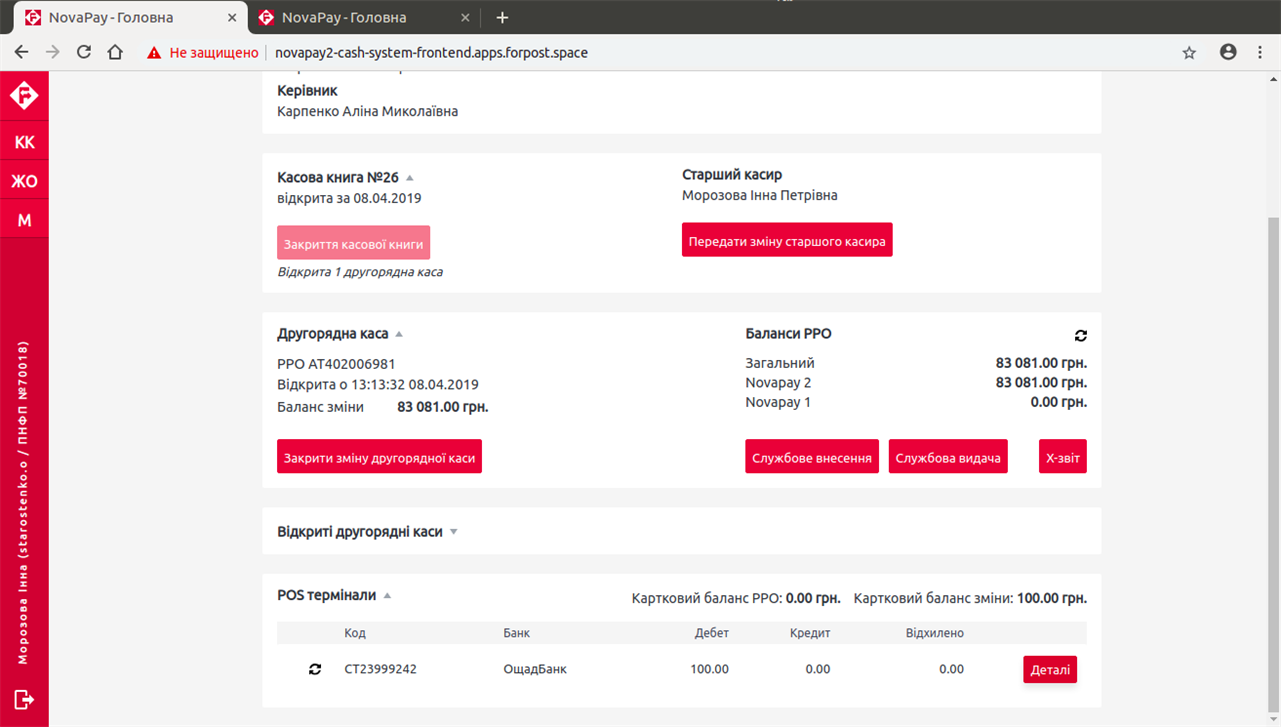 NovaPay - Головна
NovaPay - Головна
Не защищено
novapay2-cash-system-frontend.apps.forpost.space
КК
ЖО
М
Морозова Інна (starostenko.o / ПНФП №70018)
Керівник
Карпенко Аліна Миколаївна
Касова книга №26
відкрита за 08.04.2019
Закриття касової книги
Відкрита 1 другорядна каса
Старший касир
Морозова Інна Петрівна
Передати зміну старшого касира
Другорядна каса
РРО АТ402006981
Відкрита о 13:13:32 08.04.2019
Баланс зміни 83 081.00 грн.
Закрити зміну другорядної каси
Баланси РРО
Загальний 83 081.00 грн.
Novapay 2 83 081.00 грн.
Novapay 1 0.00 грн.
Службове внесення Службова видача Х-звіт
Відкриті другорядні каси
POS термінали Картковий баланс РРО: 0.00 грн. Картковий баланс зміни: 100.00 грн.
Код Банк Дебет Кредит Відхилено
СТ23999242 ОщадБанк 100.00 0.00 0.00 Деталі